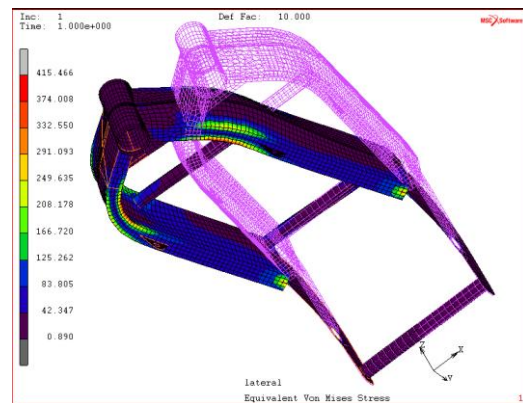 Inc: 1 Def Fac: 10.000
Time: 1.000e+000
MSC Software
415.466
374.008
332.550
291.093
249.635
208.178
166.720
125.262
83.805
42.347
0.890
Z
X
Y
lateral
Equivalent Von Mises Stress 1